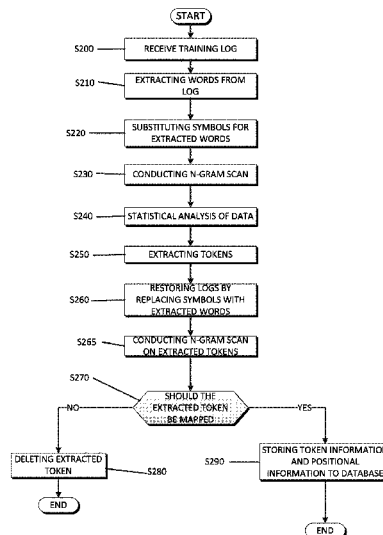 START
S200
RECEIVE TRAINING LOG
S210
EXTRACTING WORDS FROM
LOG
S220
SUBSTITUTING SYMBOLS FOR
EXTRACTED WORDS
S230
CONDUCTING N-GRAM SCAN
S240
STATISTICAL ANALYSIS OF DATA
S250
EXTRACTING TOKENS
S260
RESTORING LOGS BY
REPLACING SYMBOLS WITH
EXTRACTED WORDS
S265
CONDUCTING N-GRAM SCAN
ON EXTRACTED TOKENS
S270
SHOULD THE
EXTRACTED TOKEN
BE MAPPED
NO
YES
DELETING EXTRACTED
TOKEN
S280
END
S290
STORING TOKEN INFORMATION
AND POSITIONAL
INFORMATION TO DATABASE
END